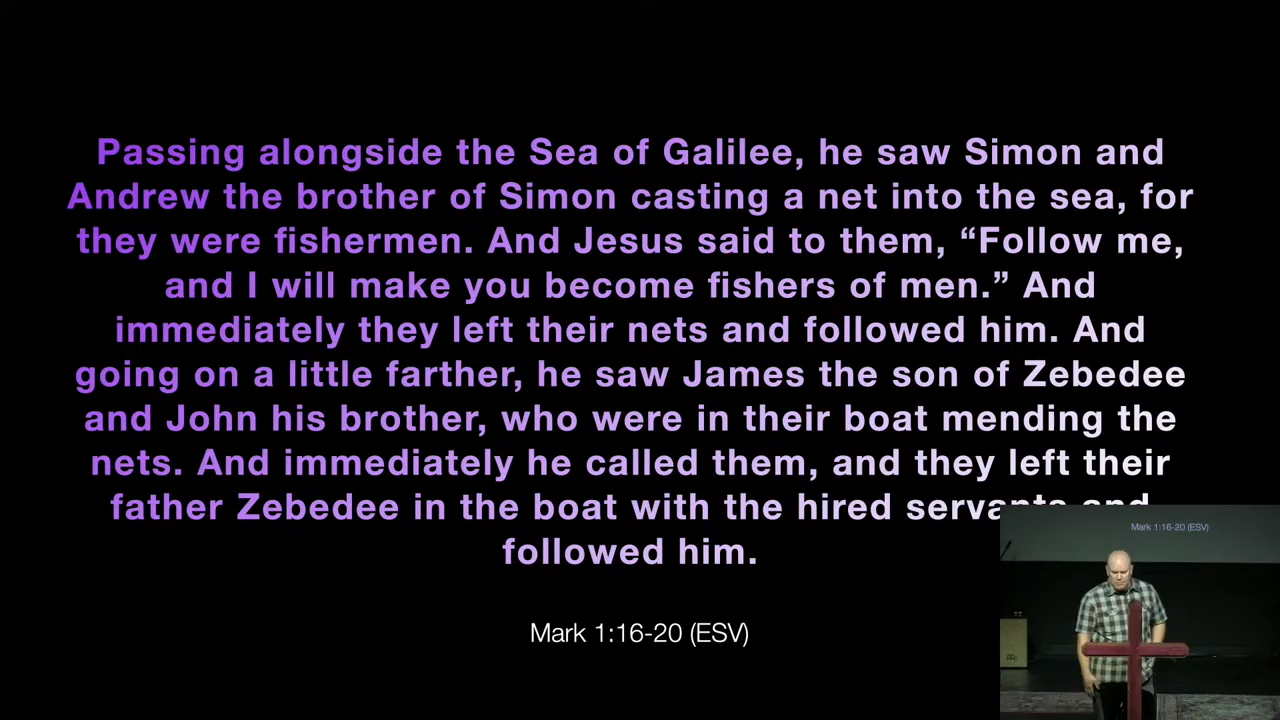 Passing alongside the Sea of Galilee, he saw Simon and
Andrew the brother of Simon casting a net into the sea, for
they were fishermen. And Jesus said to them, “Follow me,
and I will make you become fishers of men.” And
immediately they left their nets and followed him. And
going on a little farther, he saw James the son of Zebedee
and John his brother, who were in their boat mending the
nets. And immediately he called them, and they left their
father Zebedee in the boat with the hired servants and
followed him.
Mark 1:16-20 (ESV)
Mark 1:16-20 (ESV)